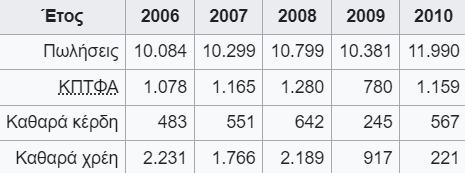 Έτος 2006 2007 2008 2009 2010
Πωλήσεις 10.084 10.299 10.799 10.381 11.990
ΚΠΤΦΑ 1.078 1.165 1.280 780 1.159
Καθαρά κέρδη 483 551 642 245 567
Καθαρά χρέη 2.231 1.766 2.189 917 221